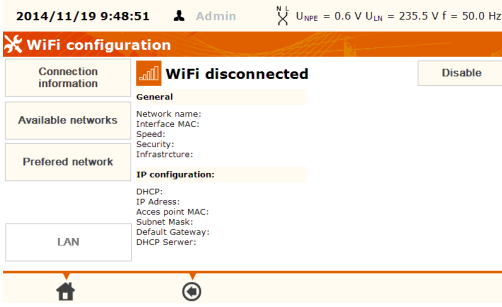 2014/11/19 9:48:51 Admin N L UNPE = 0.6 V ULN = 235.5 V f = 50.0 Hz
WiFi configuration
Connection
information
WiFi disconnected
Disable
General
Available networks
Network name:
Interface MAC:
Speed:
Security:
Infrastrcture:
Prefered network
IP configuration:
DHCP:
IP Adress:
Acces point MAC:
Subnet Mask:
Default Gateway:
DHCP Serwer:
LAN